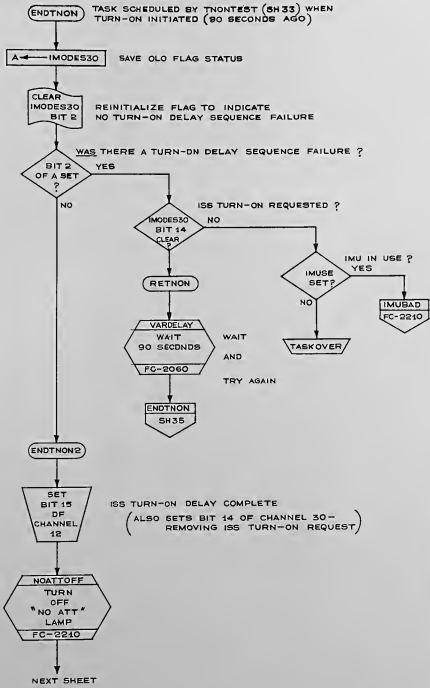 ENDTNON
TASK SCHEDULED BY TNONTEST (SH 33) WHEN
TURN-ON INITIATED (90 SECONDS AGO)
A ← IMODES30
SAVE OLD FLAG STATUS
CLEAR
IMODES30
BIT 2
REINITIALIZE FLAG TO INDICATE
NO TURN-ON DELAY SEQUENCE FAILURE
WAS THERE A TURN-ON DELAY SEQUENCE FAILURE ?
BIT 2
OF A SET
?
YES
NO
ISS TURN-ON REQUESTED ?
IMODES30
BIT 14
CLEAR
?
NO
IMU IN USE ?
YES
IMUSE
SET?
NO
RETNON
IMUBAD
FC-2210
VARDELAY
WAIT
90 SECONDS
FC-2060
WAIT
AND
TRY AGAIN
TASKOVER
ENDTNON
SH35
ENDTNON2
SET
BIT 15
OF
CHANNEL
12
ISS TURN-ON DELAY COMPLETE
(ALSO SETS BIT 14 OF CHANNEL 30-
REMOVING ISS TURN-ON REQUEST)
NOATTOFF
TURN
OFF
"NO ATT"
LAMP
FC-2210
NEXT SHEET